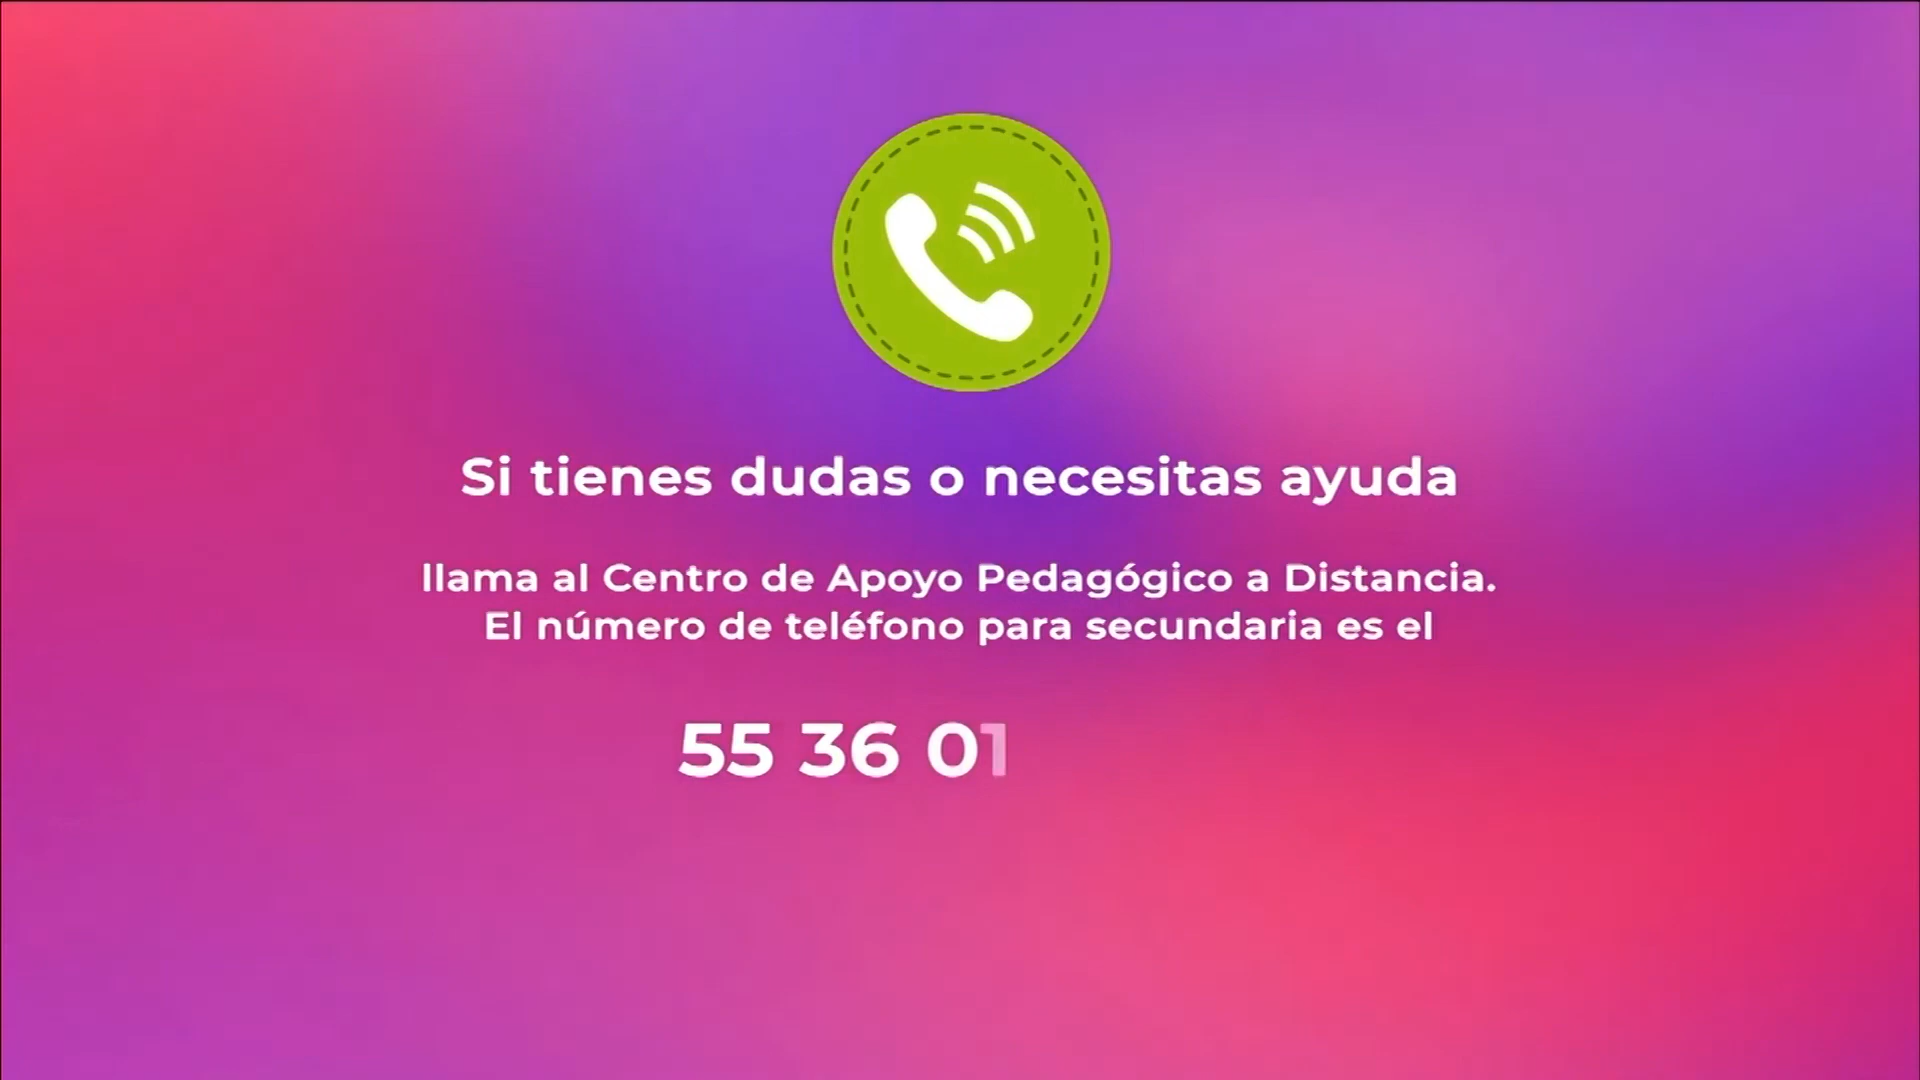 Si tienes dudas o necesitas ayuda
llama al Centro de Apoyo Pedagógico a Distancia.
El número de teléfono para secundaria es el
55 36 01